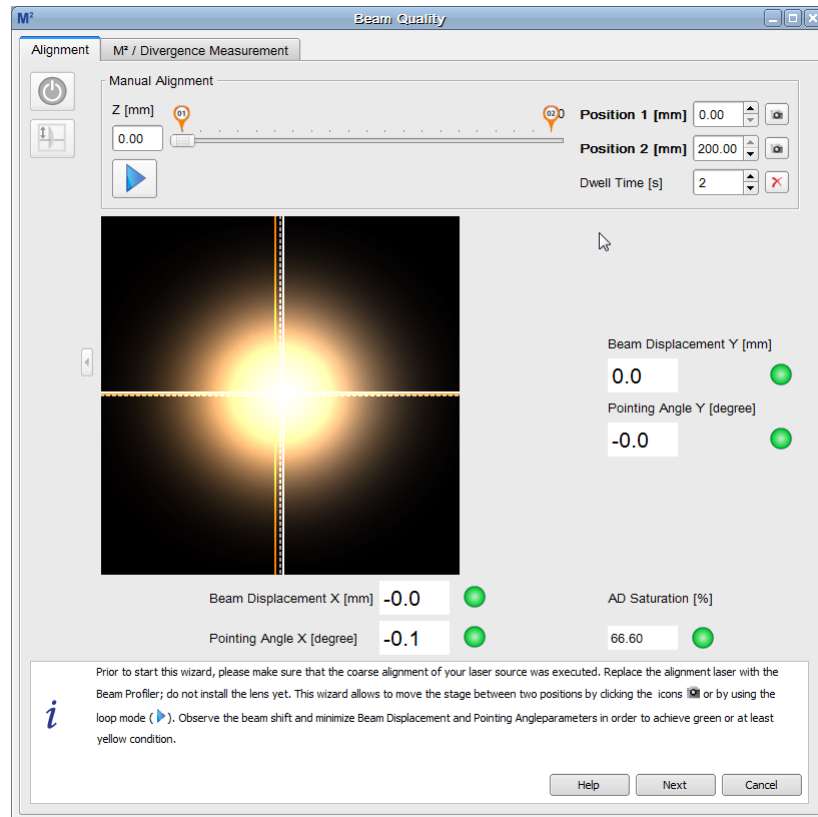 M² Beam Quality
Alignment M² / Divergence Measurement
Manual Alignment
Z [mm]
01 02 0 Position 1 [mm] 0.00
0.00
Position 2 [mm] 200.00
Dwell Time [s] 2
Beam Displacement Y [mm]
0.0
Pointing Angle Y [degree]
-0.0
Beam Displacement X [mm] -0.0 AD Saturation [%]
Pointing Angle X [degree] -0.1 66.60
Prior to start this wizard, please make sure that the coarse alignment of your laser source was executed. Replace the alignment laser with the
Beam Profiler; do not install the lens yet. This wizard allows to move the stage between two positions by clicking the icons or by using the
i loop mode ( ). Observe the beam shift and minimize Beam Displacement and Pointing Angleparameters in order to achieve green or at least
yellow condition.
Help Next Cancel